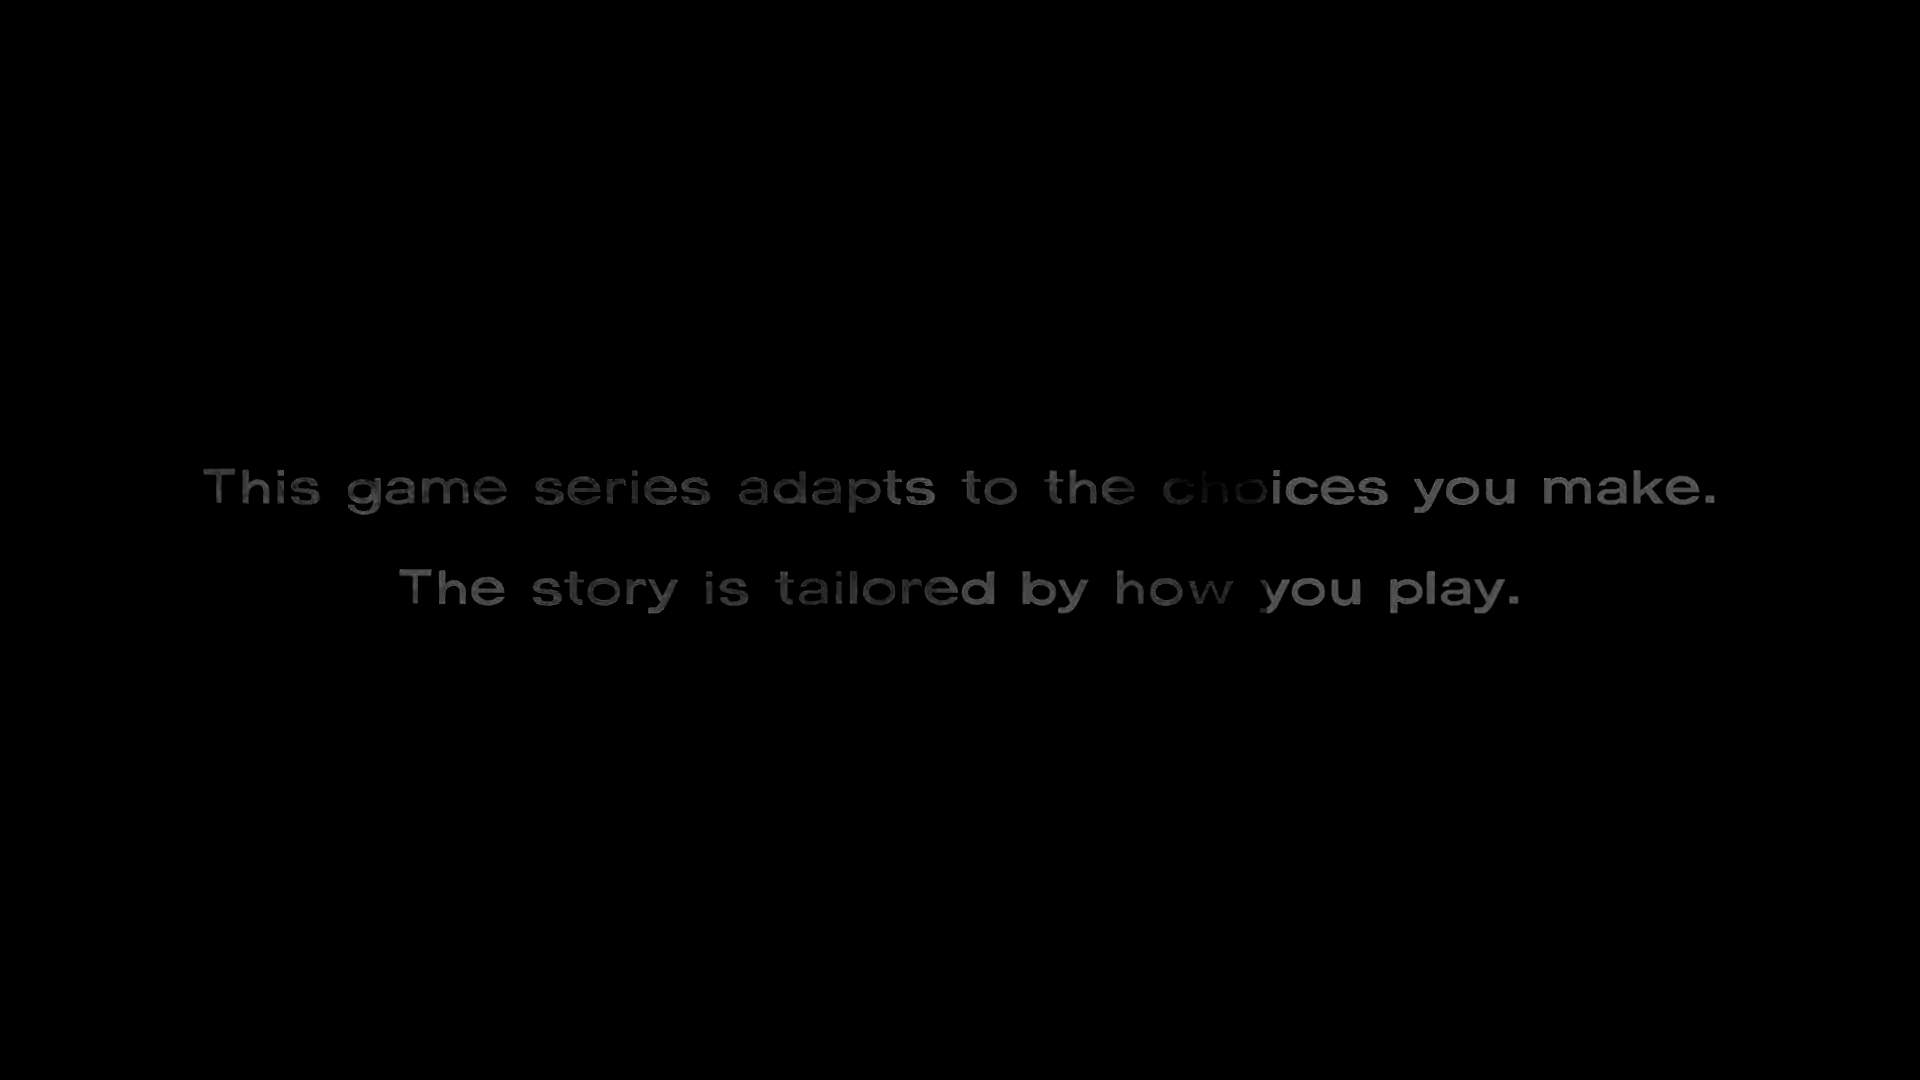 This game series adapts to the choices you make.
The story is tailored by how you play.